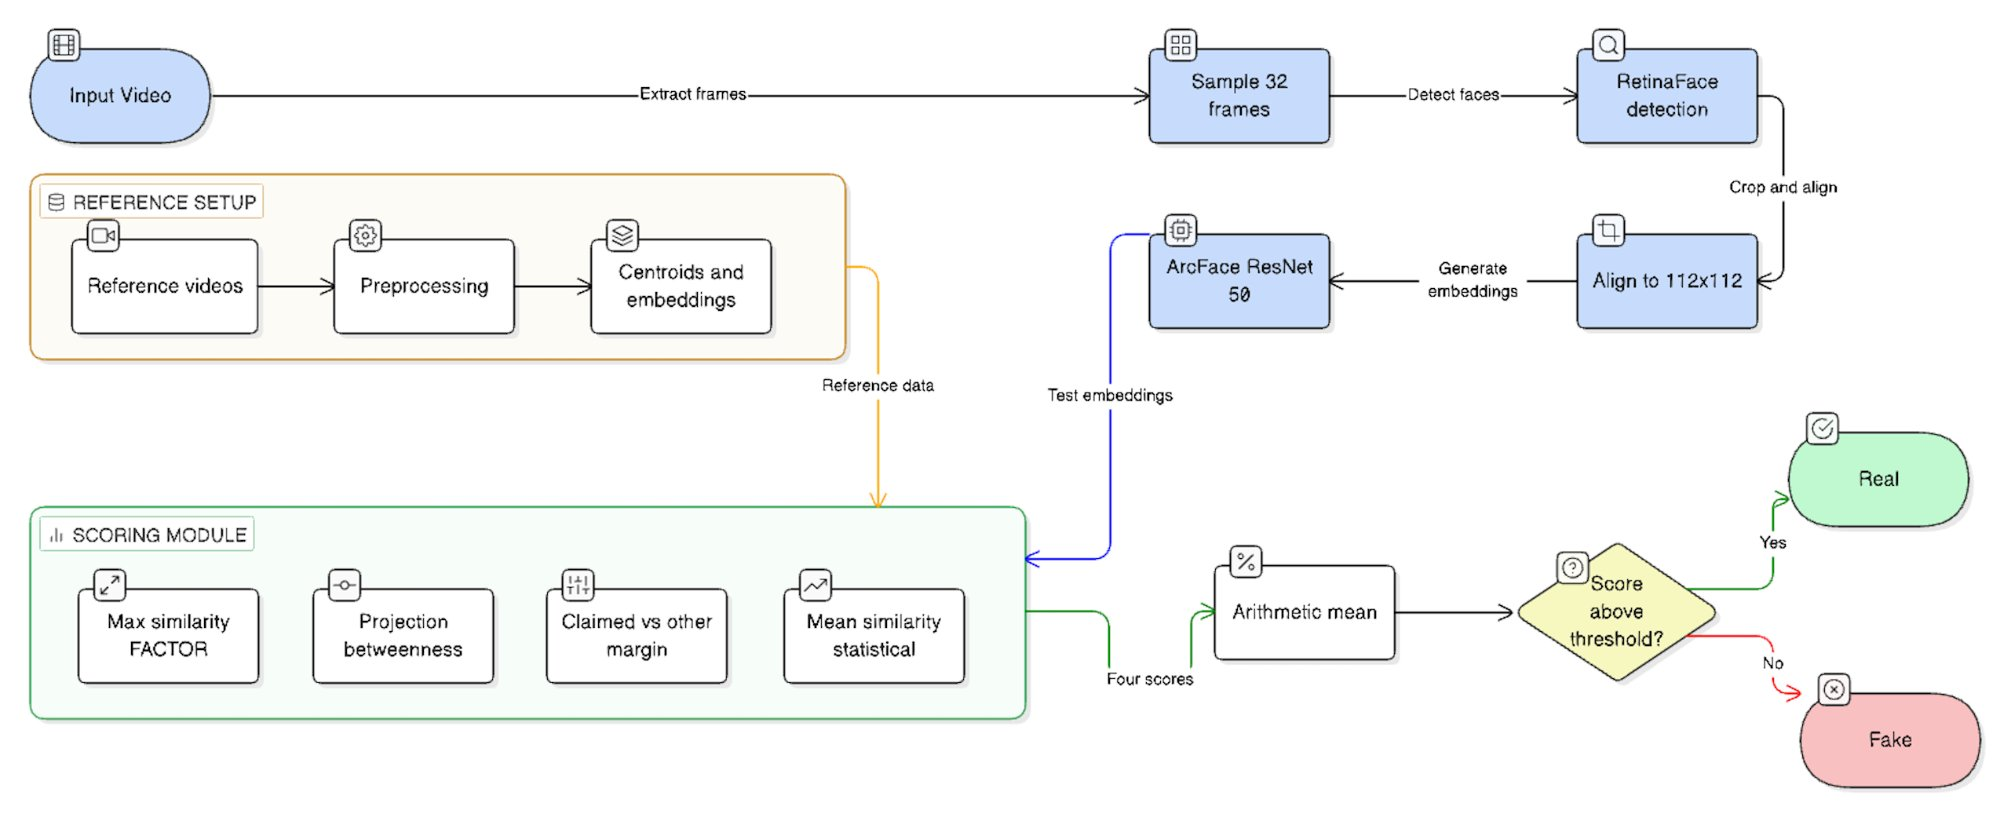 Input Video
Extract frames
Sample 32
frames
Detect faces
RetinaFace
detection
Crop and align
REFERENCE SETUP
Reference videos
Preprocessing
Centroids and
embeddings
ArcFace ResNet
50
Generate
embeddings
Align to 112x112
Reference data
Test embeddings
SCORING MODULE
Max similarity
FACTOR
Projection
betweenness
Claimed vs other
margin
Mean similarity
statistical
Four scores
Arithmetic mean
Score
above
threshold?
Yes
Real
No
Fake